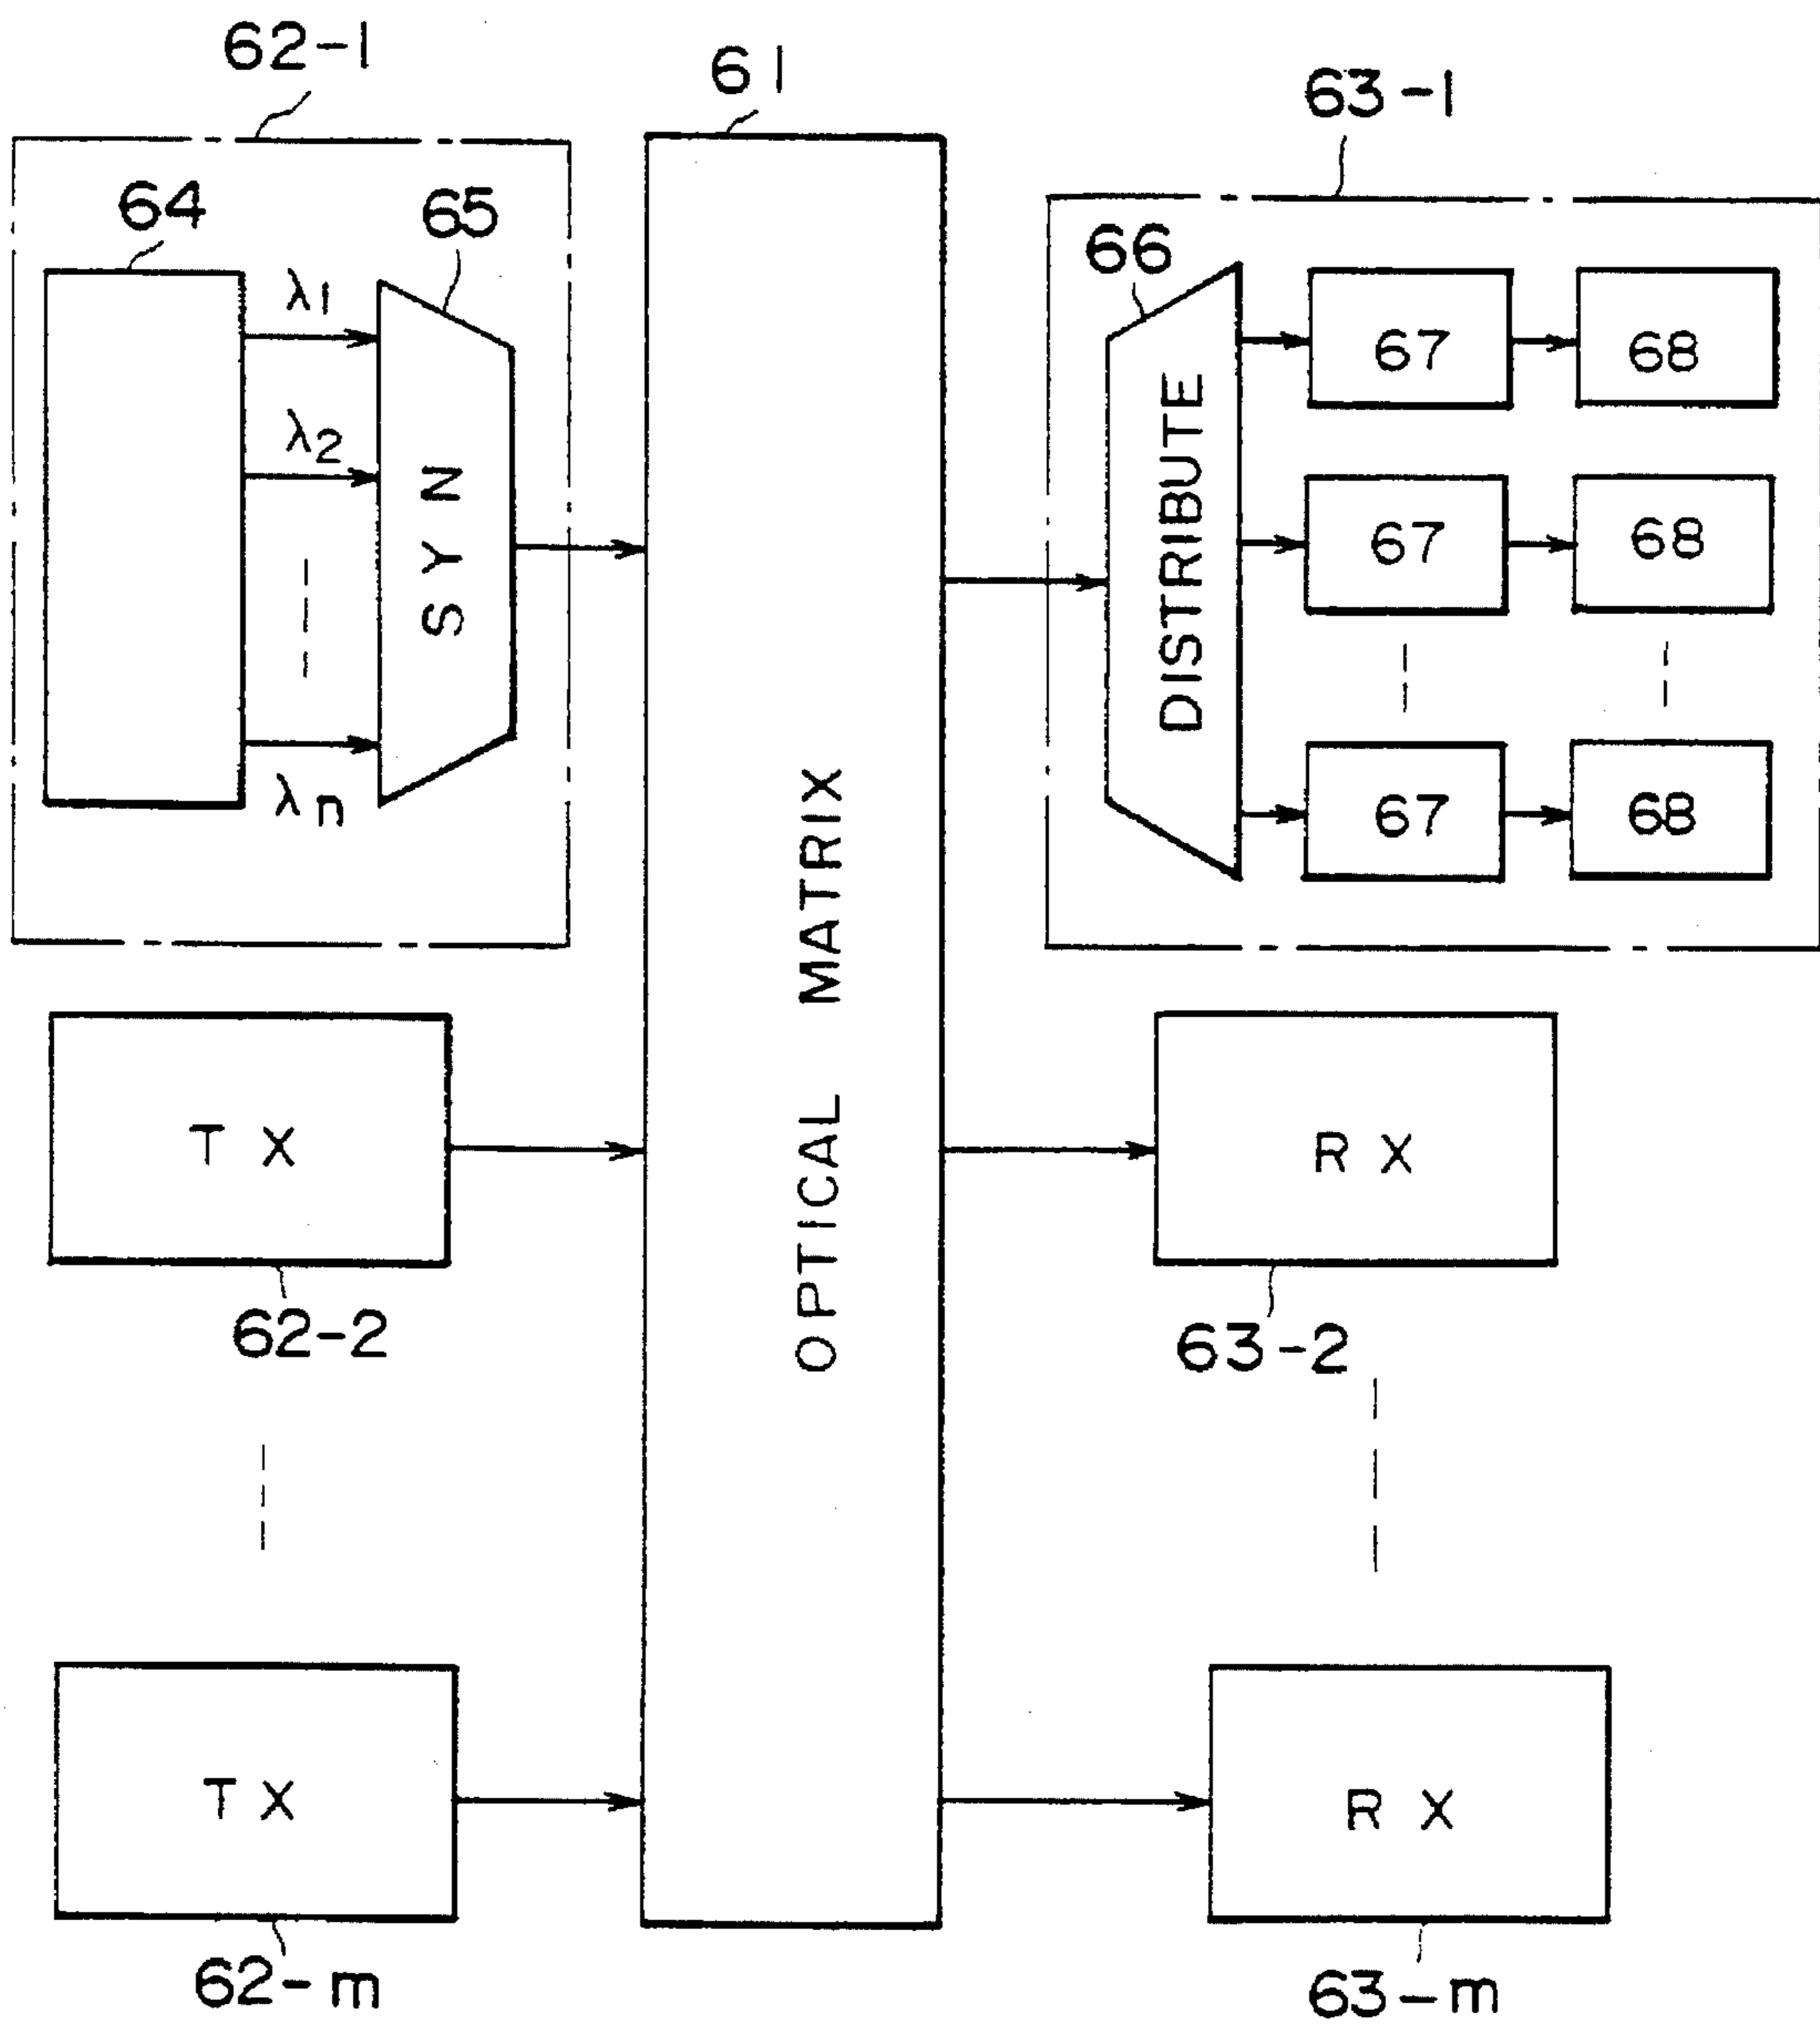 62-1
61
63-1
64
65
66
λ1
λ2
λn
SYN
DISTRIBUTE
67
68
67
68
67
68
OPTICAL MATRIX
TX
RX
62-2
63-2
TX
RX
62-m
63-m